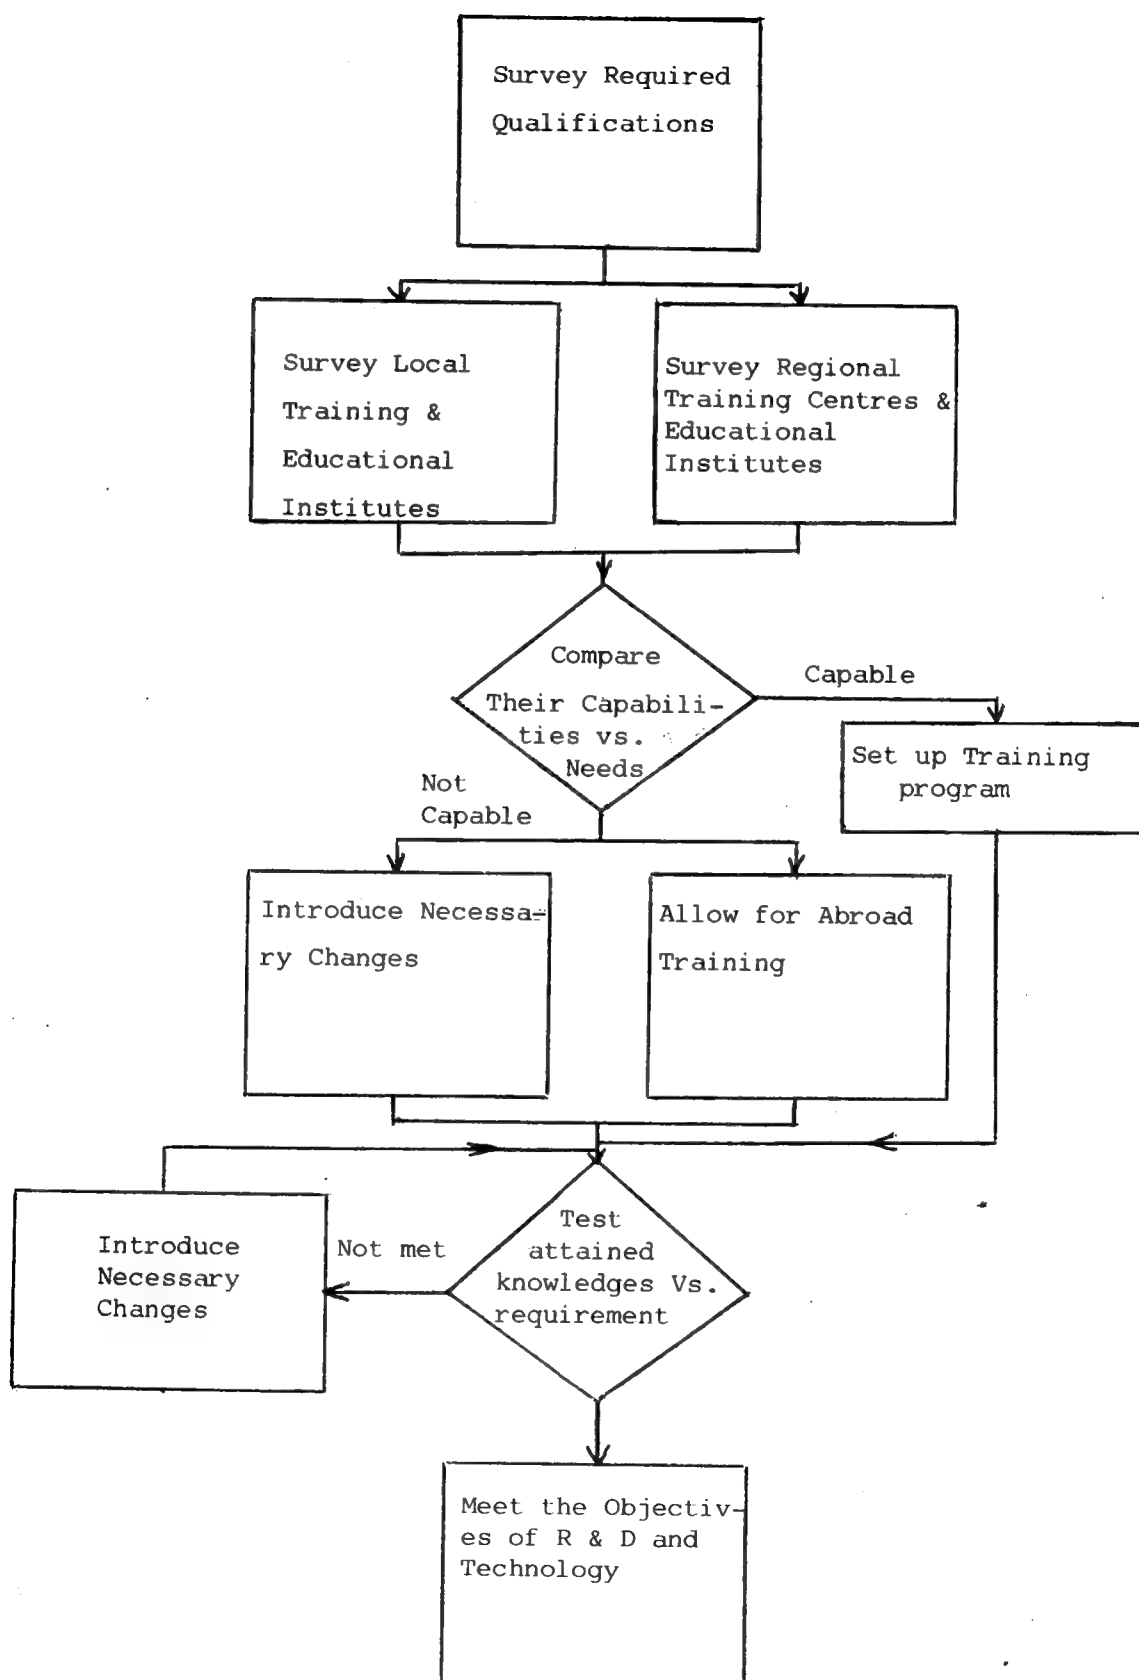 Survey Required
Qualifications
Survey Local
Training &
Educational
Institutes
Survey Regional
Training Centres &
Educational
Institutes
Compare
Their Capabili-
ties vs.
Needs
Capable
Set up Training
program
Not
Capable
Introduce Necessa-
ry Changes
Allow for Abroad
Training
Test
attained
knowledges Vs.
requirement
Not met
Introduce
Necessary
Changes
Meet the Objectiv-
es of R & D and
Technology